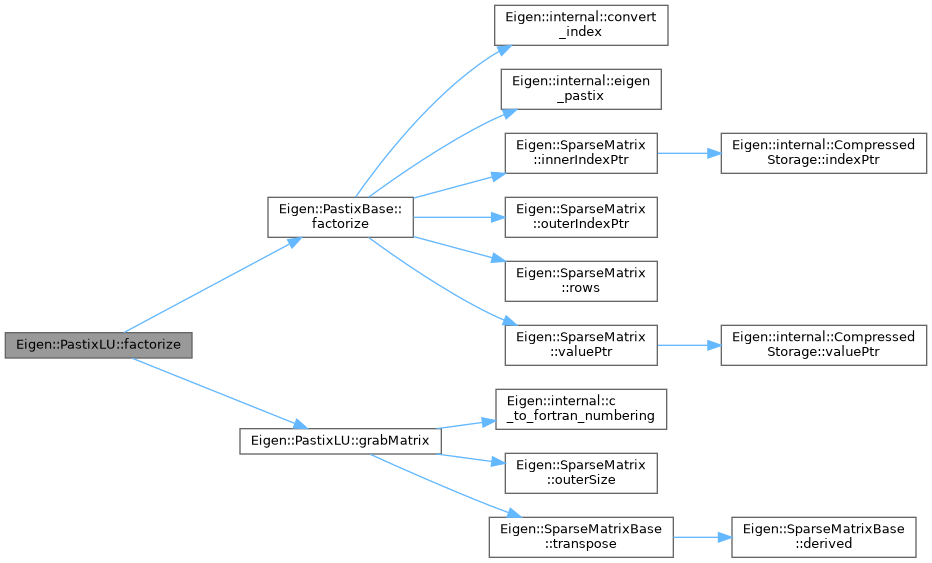 Eigen::internal::convert
_index
Eigen::internal::eigen
_pastix
Eigen::SparseMatrix
::innerIndexPtr
Eigen::internal::Compressed
Storage::indexPtr
Eigen::PastixBase::
factorize
Eigen::SparseMatrix
::outerIndexPtr
Eigen::SparseMatrix
::rows
Eigen::PastixLU::factorize
Eigen::SparseMatrix
::valuePtr
Eigen::internal::Compressed
Storage::valuePtr
Eigen::internal::c
_to_fortran_numbering
Eigen::PastixLU::grabMatrix
Eigen::SparseMatrix
::outerSize
Eigen::SparseMatrixBase
::transpose
Eigen::SparseMatrixBase
::derived